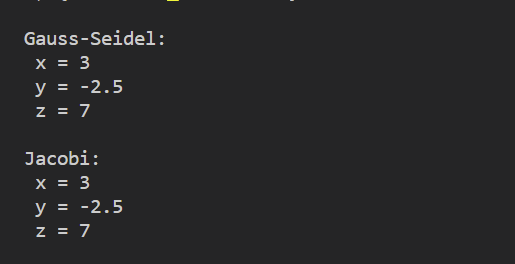 Gauss-Seidel:
x = 3
y = -2.5
z = 7
Jacobi:
x = 3
y = -2.5
z = 7